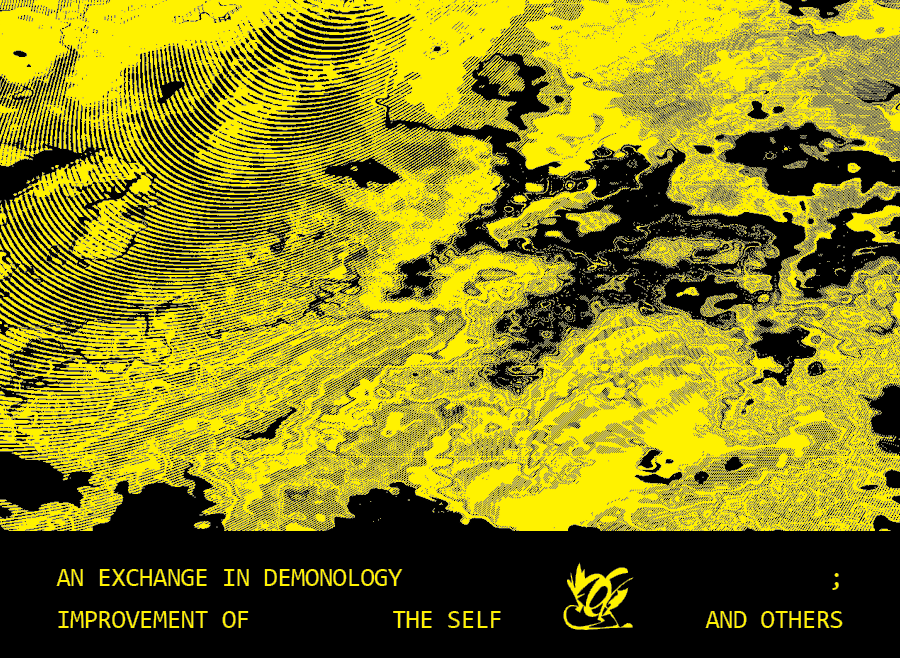 AN EXCHANGE IN DEMONOLOGY ;
IMPROVEMENT OF THE SELF AND OTHERS